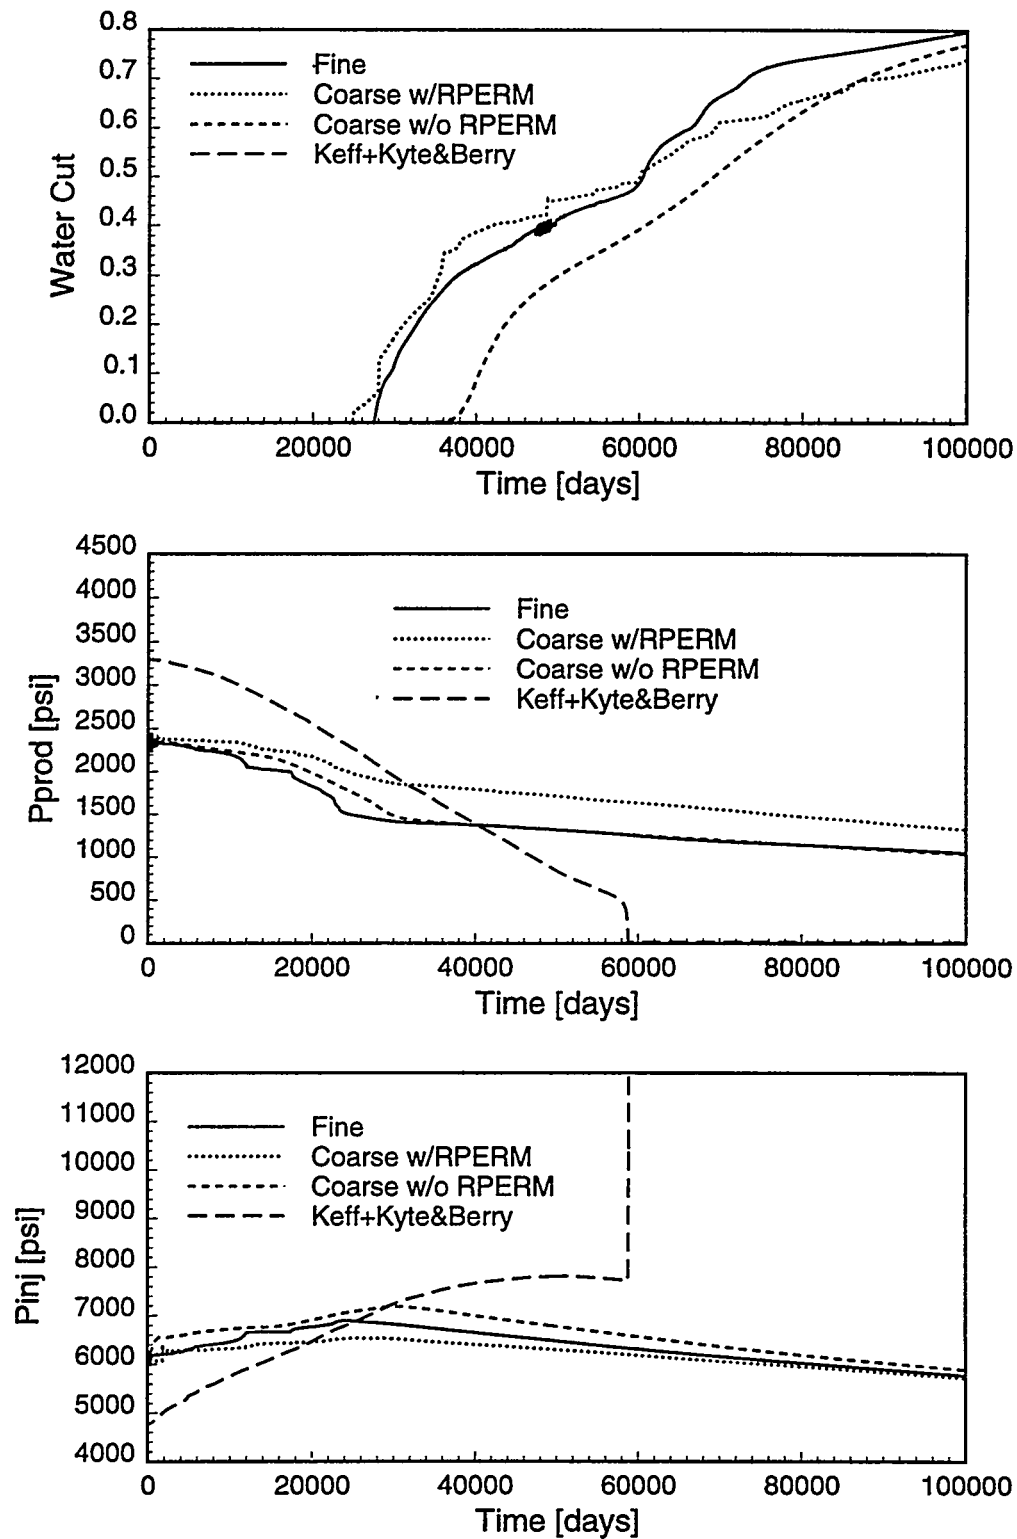 0.8
0.7
0.6
0.5
0.4
0.3
0.2
0.1
0.0
Water Cut
Fine
Coarse w/RPERM
Coarse w/o RPERM
Keff+Kyte&Berry
0 20000 40000 60000 80000 100000
Time [days]
4500
4000
3500
3000
2500
2000
1500
1000
500
0
Pprod [psi]
Fine
Coarse w/RPERM
Coarse w/o RPERM
Keff+Kyte&Berry
0 20000 40000 60000 80000 100000
Time [days]
12000
11000
10000
9000
8000
7000
6000
5000
4000
Pinj [psi]
Fine
Coarse w/RPERM
Coarse w/o RPERM
Keff+Kyte&Berry
0 20000 40000 60000 80000 100000
Time [days]